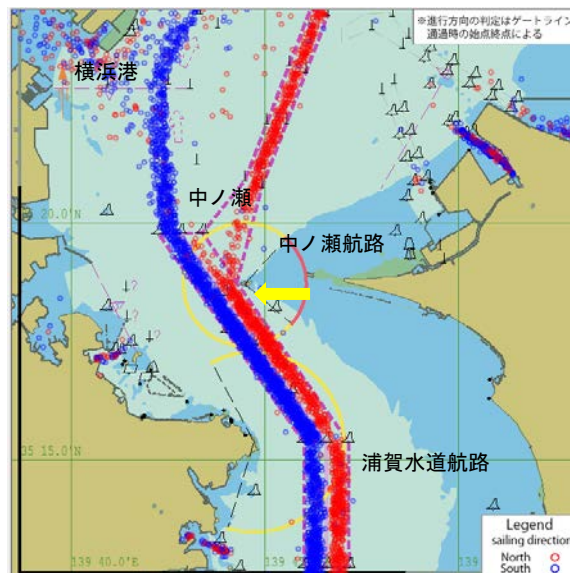 ※進行方向の判定はゲートライン
通過時の始点終点による
横浜港
中ノ瀬
中ノ瀬航路
浦賀水道航路
35 15.0'N
139 40.0'E
Legend
sailing direction
North
South